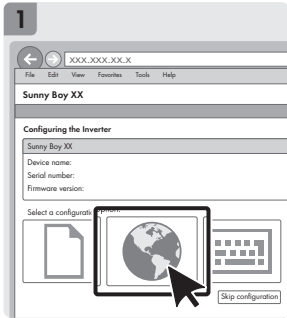 1
xxx.xxx.xx.x
File Edit View Favorites Tools Help
Sunny Boy XX
Configuring the Inverter
Sunny Boy XX
Device name:
Serial number:
Firmware version:
Select a configuration option:
Skip configuration